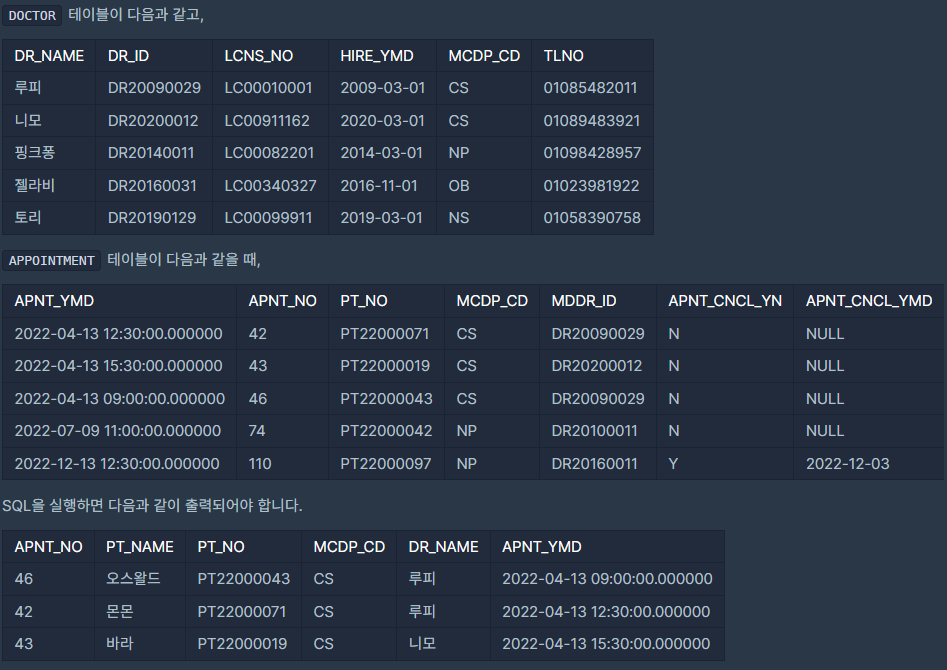 DOCTOR 테이블이 다음과 같고,
DR_NAME DR_ID LCNS_NO HIRE_YMD MCDP_CD TLNO
루피 DR20090029 LC00010001 2009-03-01 CS 01085482011
니모 DR20200012 LC00911162 2020-03-01 CS 01089483921
핑크퐁 DR20140011 LC00082201 2014-03-01 NP 01098428957
젤라비 DR20160031 LC00340327 2016-11-01 OB 01023981922
토리 DR20190129 LC00099911 2019-03-01 NS 01058390758
APPOINTMENT 테이블이 다음과 같을 때,
APNT_YMD APNT_NO PT_NO MCDP_CD MDDR_ID APNT_CNCL_YN APNT_CNCL_YMD
2022-04-13 12:30:00.000000 42 PT22000071 CS DR20090029 N NULL
2022-04-13 15:30:00.000000 43 PT22000019 CS DR20200012 N NULL
2022-04-13 09:00:00.000000 46 PT22000043 CS DR20090029 N NULL
2022-07-09 11:00:00.000000 74 PT22000042 NP DR20100011 N NULL
2022-12-13 12:30:00.000000 110 PT22000097 NP DR20160011 Y 2022-12-03
SQL을 실행하면 다음과 같이 출력되어야 합니다.
APNT_NO PT_NAME PT_NO MCDP_CD DR_NAME APNT_YMD
46 오스왈드 PT22000043 CS 루피 2022-04-13 09:00:00.000000
42 몬몬 PT22000071 CS 루피 2022-04-13 12:30:00.000000
43 바라 PT22000019 CS 니모 2022-04-13 15:30:00.000000